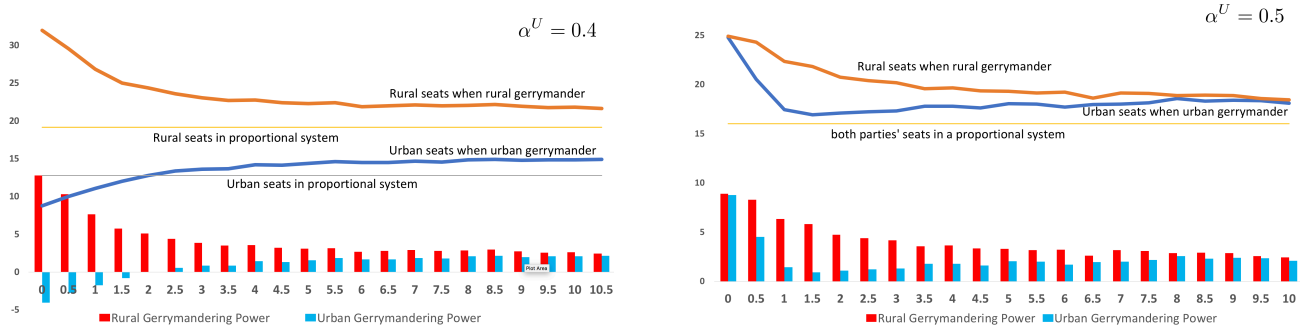 α^U = 0.4
30
25
20
15
10
5
0
-5
Rural seats when rural gerrymander
Rural seats in proportional system
Urban seats when urban gerrymander
Urban seats in proportional system
Plot Area
0 0.5 1 1.5 2 2.5 3 3.5 4 4.5 5 5.5 6 6.5 7 7.5 8 8.5 9 9.5 10 10.5
Rural Gerrymandering Power Urban Gerrymandering Power
α^U = 0.5
25
20
15
10
5
0
Rural seats when rural gerrymander
Urban seats when urban gerrymander
both parties' seats in a proportional system
0 0.5 1 1.5 2 2.5 3 3.5 4 4.5 5 5.5 6 6.5 7 7.5 8 8.5 9 9.5 10
Rural Gerrymandering Power Urban Gerrymandering Power